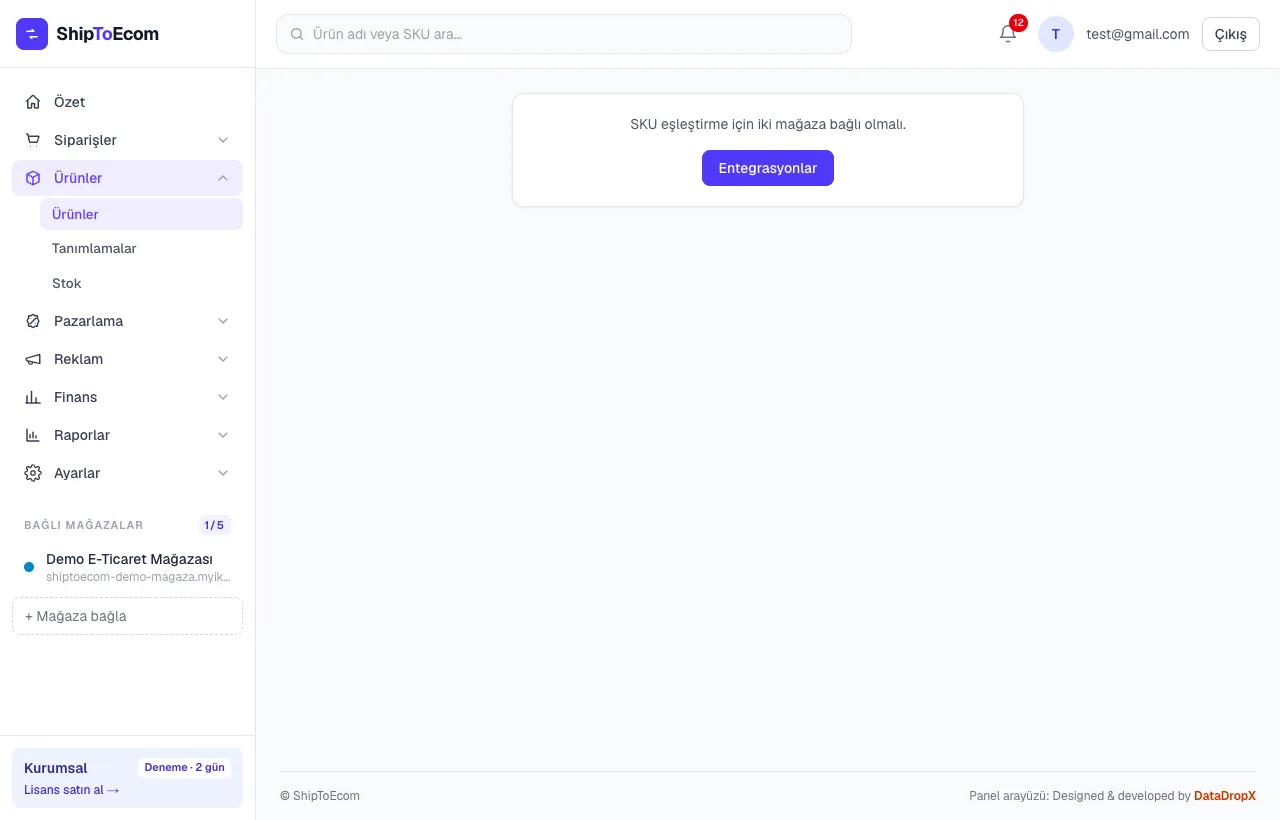 ShipToEcom
Ürün adı veya SKU ara...
12
T
test@gmail.com
Çıkış
Özet
Siparişler
Ürünler
Ürünler
Tanımlamalar
Stok
Pazarlama
Reklam
Finans
Raporlar
Ayarlar
BAĞLI MAĞAZALAR
1/5
Demo E-Ticaret Mağazası
shiptoecom-demo-magaza.myik...
+ Mağaza bağla
Kurumsal
Deneme · 2 gün
Lisans satın al →
SKU eşleştirme için iki mağaza bağlı olmalı.
Entegrasyonlar
© ShipToEcom
Panel arayüzü: Designed & developed by DataDropX